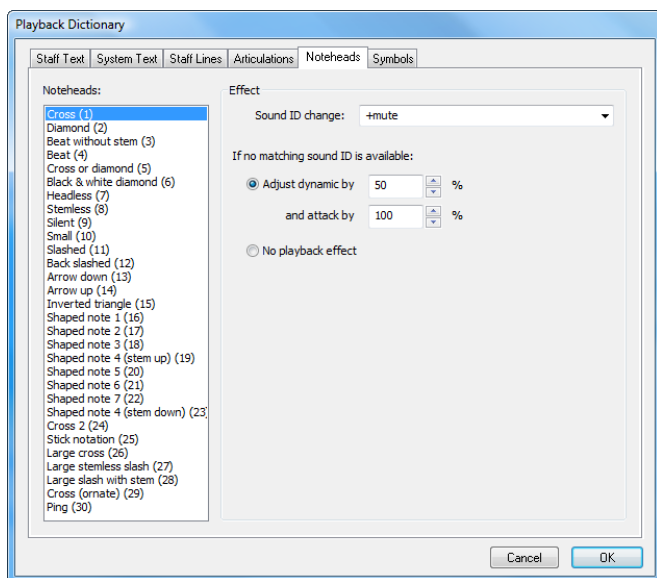 Playback Dictionary
Staff Text System Text Staff Lines Articulations Noteheads Symbols
Noteheads:
Cross (1)
Diamond (2)
Beat without stem (3)
Beat (4)
Cross or diamond (5)
Black & white diamond (6)
Headless (7)
Stemless (8)
Silent (9)
Small (10)
Slashed (11)
Back slashed (12)
Arrow down (13)
Arrow up (14)
Inverted triangle (15)
Shaped note 1 (16)
Shaped note 2 (17)
Shaped note 3 (18)
Shaped note 4 (stem up) (19)
Shaped note 5 (20)
Shaped note 6 (21)
Shaped note 7 (22)
Shaped note 4 (stem down) (23)
Cross 2 (24)
Stick notation (25)
Large cross (26)
Large stemless slash (27)
Large slash with stem (28)
Cross (ornate) (29)
Ping (30)
Effect
Sound ID change: +mute
If no matching sound ID is available:
Adjust dynamic by 50 %
and attack by 100 %
No playback effect
Cancel OK